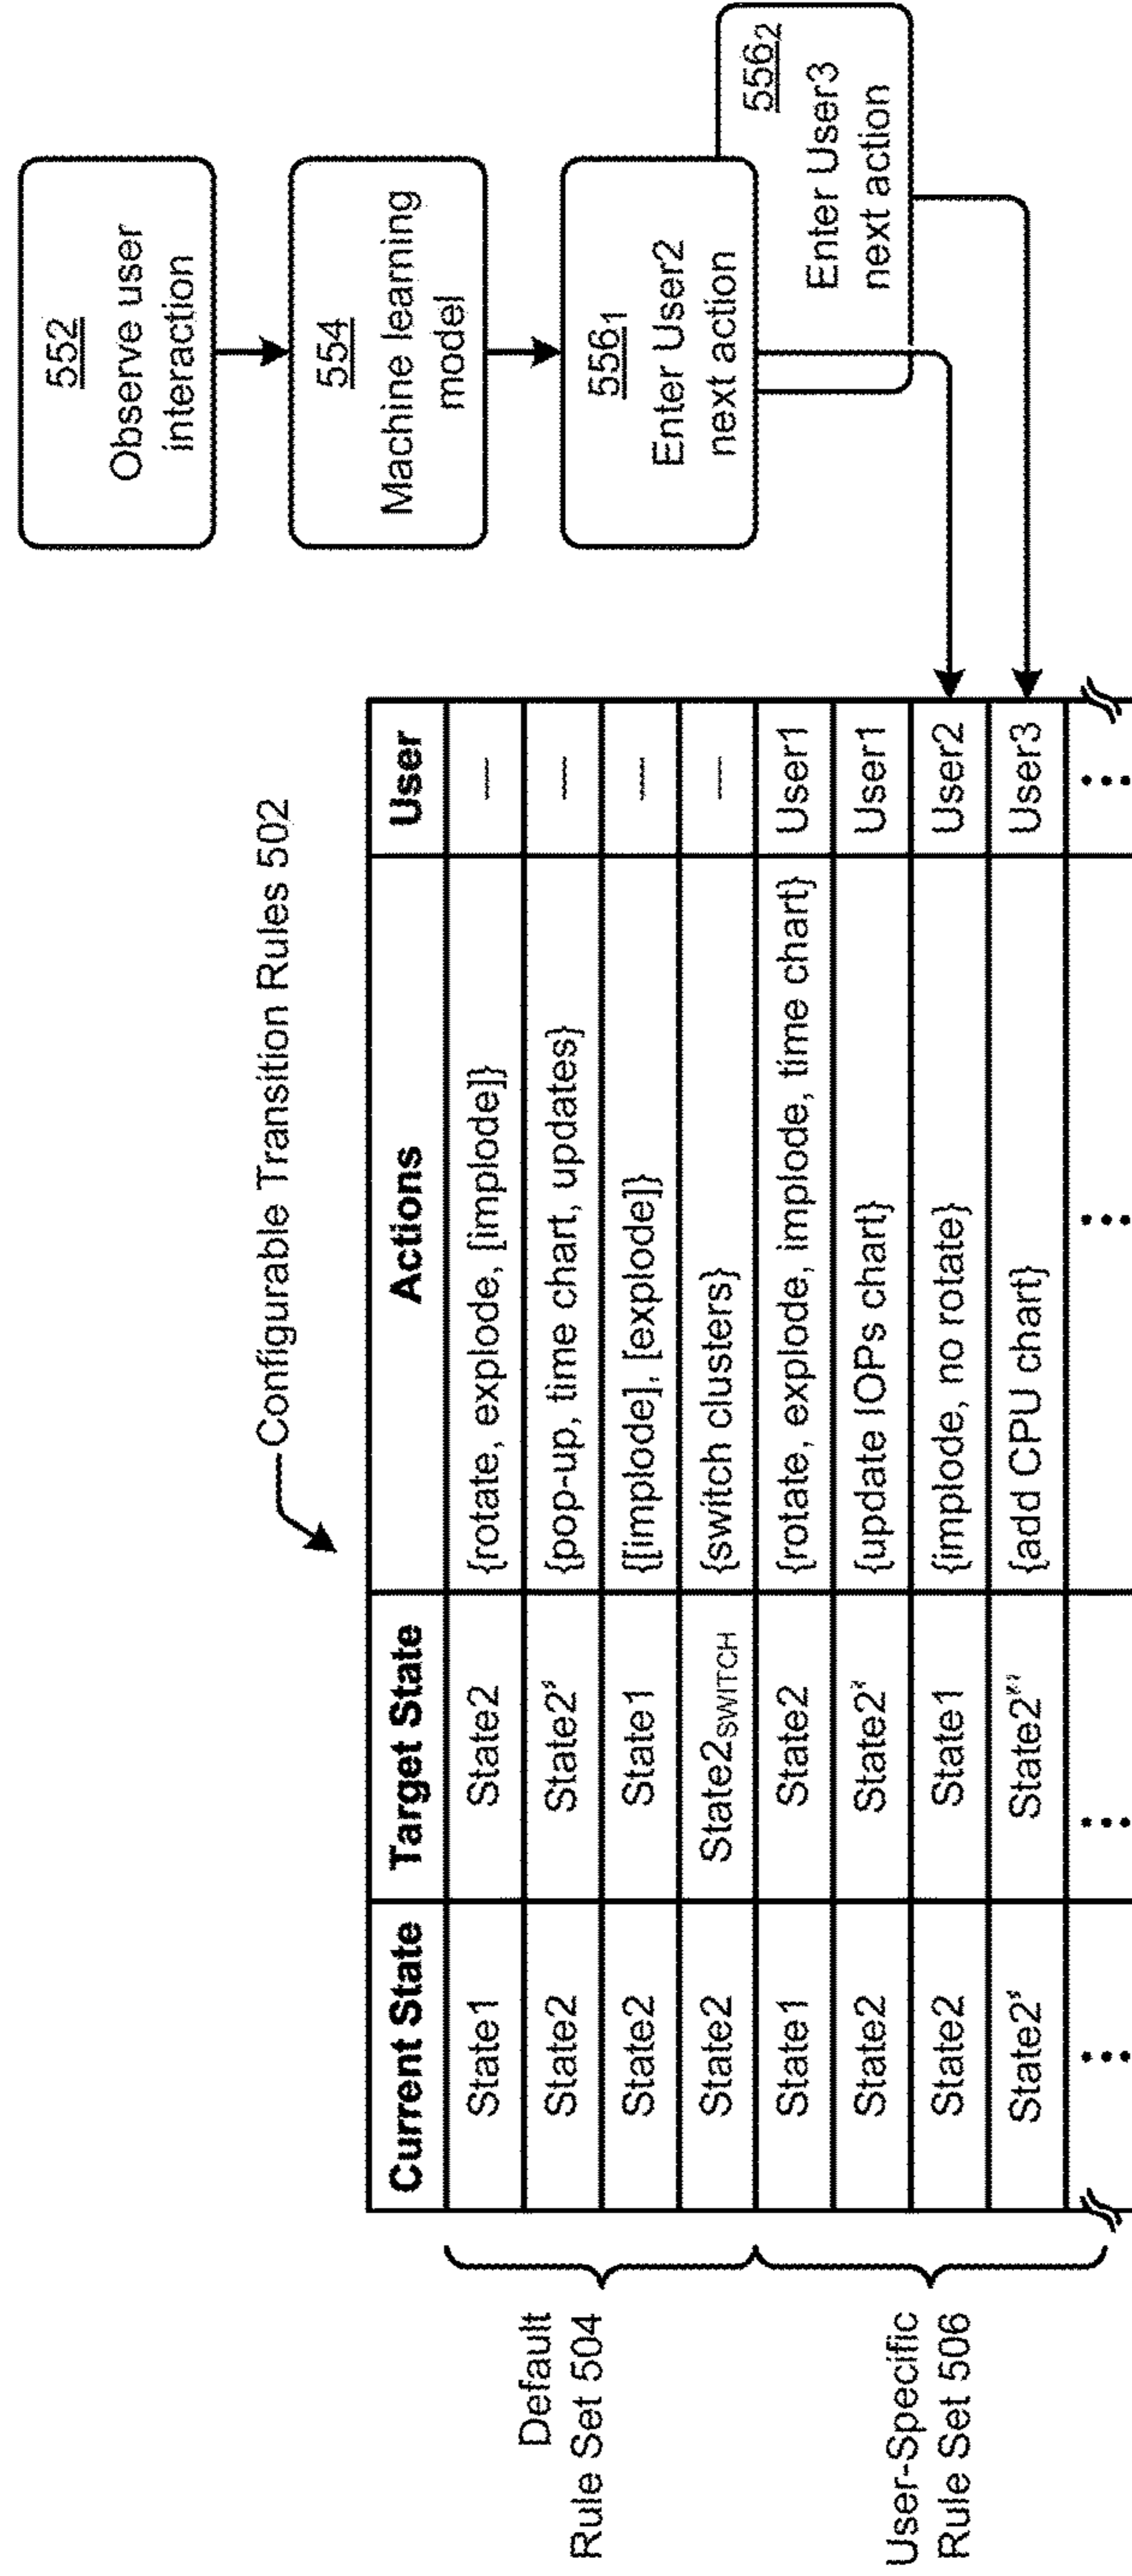 Configurable Transition Rules 502
Current State Target State Actions User
State1 State2 {rotate, explode, [implode]} —
State2 State2' {pop-up, time chart, updates} —
State2 State1 {[implode], [explode]} —
State2 State2SWITCH {switch clusters} —
State1 State2 {rotate, explode, implode, time chart} User1
State2 State2' {update IOPs chart} User1
State2 State1 {implode, no rotate} User2
State2' State2'' {add CPU chart} User3
⋮ ⋮ ⋮ ⋮
Default
Rule Set 504
User-Specific
Rule Set 506
552
Observe user
interaction
554
Machine learning
model
5561
Enter User2
next action
5562
Enter User3
next action